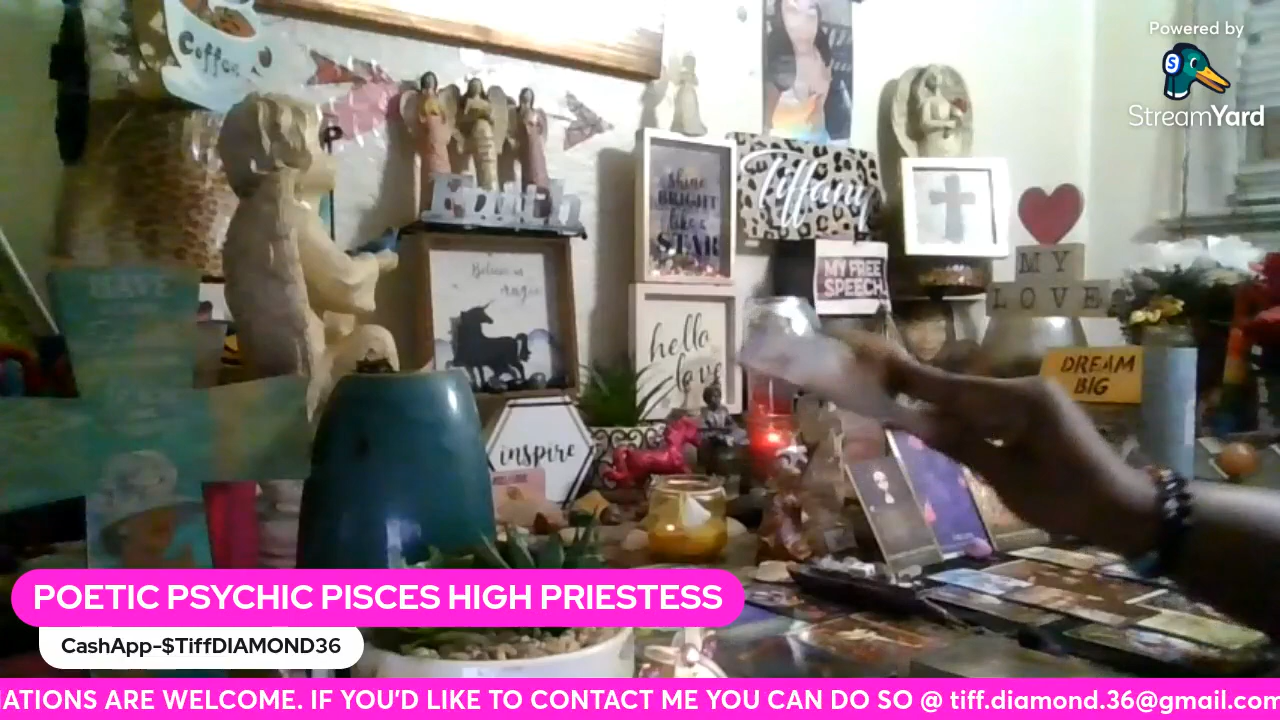 Powered by
StreamYard
Coffee
Faith
shine
BRIGHT
like a
STAR
Tiffany
MY FREE
SPEECH
MY
LOVE
Believe in
magic
hello
love
DREAM
BIG
inspire
POETIC PSYCHIC PISCES HIGH PRIESTESS
CashApp-$TiffDIAMOND36
NATIONS ARE WELCOME. IF YOU'D LIKE TO CONTACT ME YOU CAN DO SO @ tiff.diamond.36@gmail.com